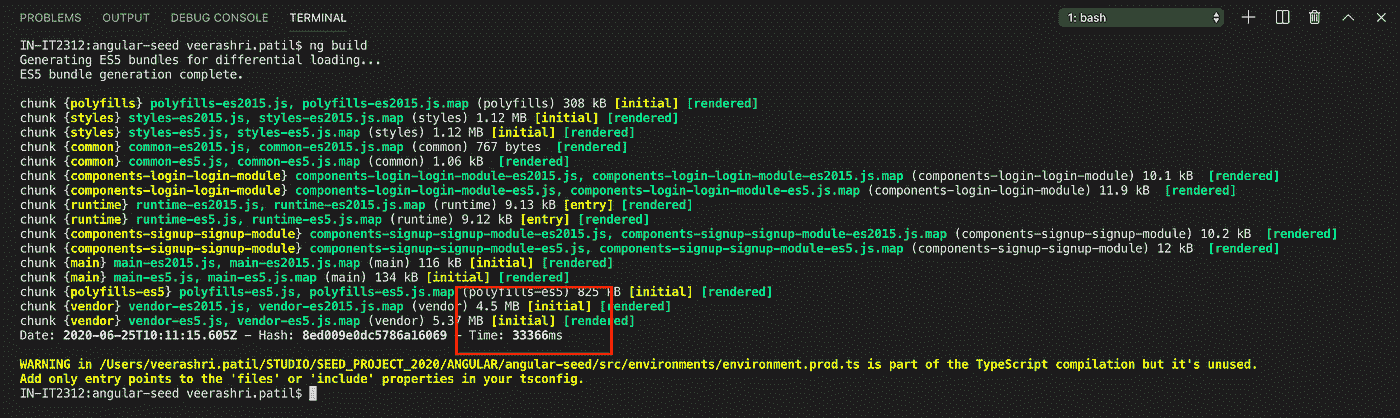 PROBLEMS OUTPUT DEBUG CONSOLE TERMINAL 1: bash
IN-IT2312:angular-seed veerashri.patil$ ng build
Generating ES5 bundles for differential loading...
ES5 bundle generation complete.
chunk {polyfills} polyfills-es2015.js, polyfills-es2015.js.map (polyfills) 308 kB [initial] [rendered]
chunk {styles} styles-es2015.js, styles-es2015.js.map (styles) 1.12 MB [initial] [rendered]
chunk {styles} styles-es5.js, styles-es5.js.map (styles) 1.12 MB [initial] [rendered]
chunk {common} common-es2015.js, common-es2015.js.map (common) 767 bytes [rendered]
chunk {common} common-es5.js, common-es5.js.map (common) 1.06 kB [rendered]
chunk {components-login-login-module} components-login-login-module-es2015.js, components-login-login-module-es2015.js.map (components-login-login-module) 10.1 kB [rendered]
chunk {components-login-login-module} components-login-login-module-es5.js, components-login-login-module-es5.js.map (components-login-login-module) 11.9 kB [rendered]
chunk {runtime} runtime-es2015.js, runtime-es2015.js.map (runtime) 9.13 kB [entry] [rendered]
chunk {runtime} runtime-es5.js, runtime-es5.js.map (runtime) 9.12 kB [entry] [rendered]
chunk {components-signup-signup-module} components-signup-signup-module-es2015.js, components-signup-signup-module-es2015.js.map (components-signup-signup-module) 10.2 kB [rendered]
chunk {components-signup-signup-module} components-signup-signup-module-es5.js, components-signup-signup-module-es5.js.map (components-signup-signup-module) 12 kB [rendered]
chunk {main} main-es2015.js, main-es2015.js.map (main) 116 kB [initial] [rendered]
chunk {main} main-es5.js, main-es5.js.map (main) 134 kB [initial] [rendered]
chunk {polyfills-es5} polyfills-es5.js, polyfills-es5.js.map (polyfills-es5) 825 kB [initial] [rendered]
chunk {vendor} vendor-es2015.js, vendor-es2015.js.map (vendor) 4.5 MB [initial] [rendered]
chunk {vendor} vendor-es5.js, vendor-es5.js.map (vendor) 5.37 MB [initial] [rendered]
Date: 2020-06-25T10:11:15.605Z - Hash: 8ed009e0dc5786a16069 - Time: 33366ms
WARNING in /Users/veerashri.patil/STUDIO/SEED_PROJECT_2020/ANGULAR/angular-seed/src/environments/environment.prod.ts is part of the TypeScript compilation but it's unused.
Add only entry points to the 'files' or 'include' properties in your tsconfig.
IN-IT2312:angular-seed veerashri.patil$